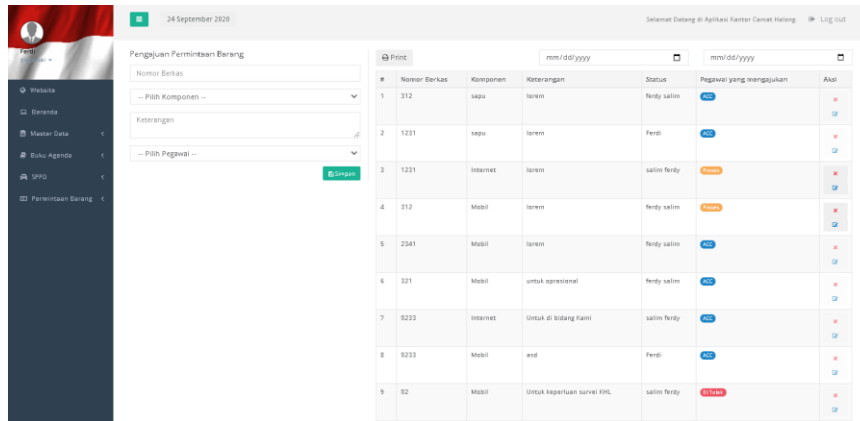 24 September 2020
Selamat Datang di Aplikasi Kantor Camat Helong.
Log out
Ferdi
Website
Beranda
Master Data
Buku Agenda
SPPD
Permintaan Barang
Pengajuan Permintaan Barang
Nomor Berkas
-- Pilih Komponen --
Keterangan
-- Pilih Pegawai --
Simpan
Print mm/dd/yyyy mm/dd/yyyy
# Nomor Berkas Komponen Keterangan Status Pegawai yang mengajukan Aksi
1 312 sapu lorem ferdy salim ACC
2 1231 sapu lorem Ferdi ACC
3 1231 Internet lorem salim ferdy Proses
4 312 Mobil lorem ferdy salim Proses
5 2341 Mobil lorem ferdy salim ACC
6 321 Mobil untuk oprasional ferdy salim ACC
7 9233 Internet Untuk di bidang Kami salim ferdy ACC
8 9233 Mobil asd Ferdi ACC
9 92 Mobil Untuk keperluan survei KHL salim ferdy Di Tolak